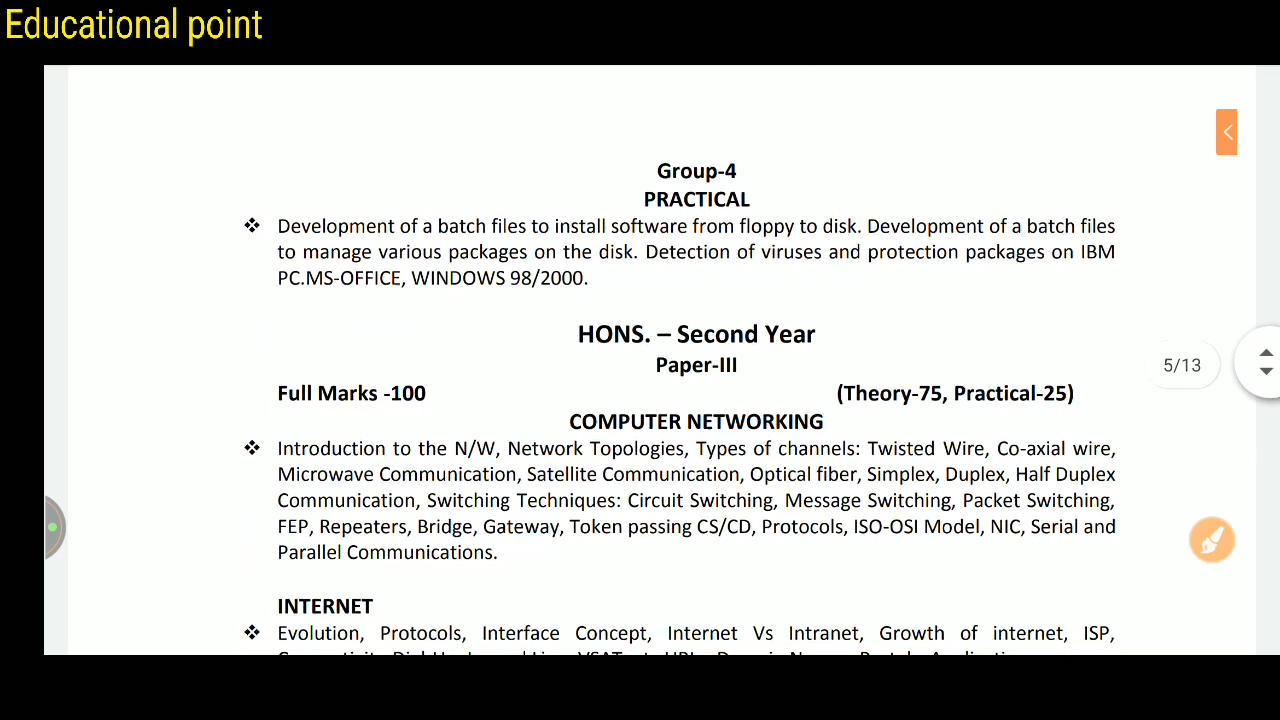 Educational point
Group-4
PRACTICAL
❖ Development of a batch files to install software from floppy to disk. Development of a batch files
to manage various packages on the disk. Detection of viruses and protection packages on IBM
PC.MS-OFFICE, WINDOWS 98/2000.
HONS. – Second Year
Paper-III
5/13
Full Marks -100 (Theory-75, Practical-25)
COMPUTER NETWORKING
❖ Introduction to the N/W, Network Topologies, Types of channels: Twisted Wire, Co-axial wire,
Microwave Communication, Satellite Communication, Optical fiber, Simplex, Duplex, Half Duplex
Communication, Switching Techniques: Circuit Switching, Message Switching, Packet Switching,
FEP, Repeaters, Bridge, Gateway, Token passing CS/CD, Protocols, ISO-OSI Model, NIC, Serial and
Parallel Communications.
INTERNET
❖ Evolution, Protocols, Interface Concept, Internet Vs Intranet, Growth of internet, ISP,